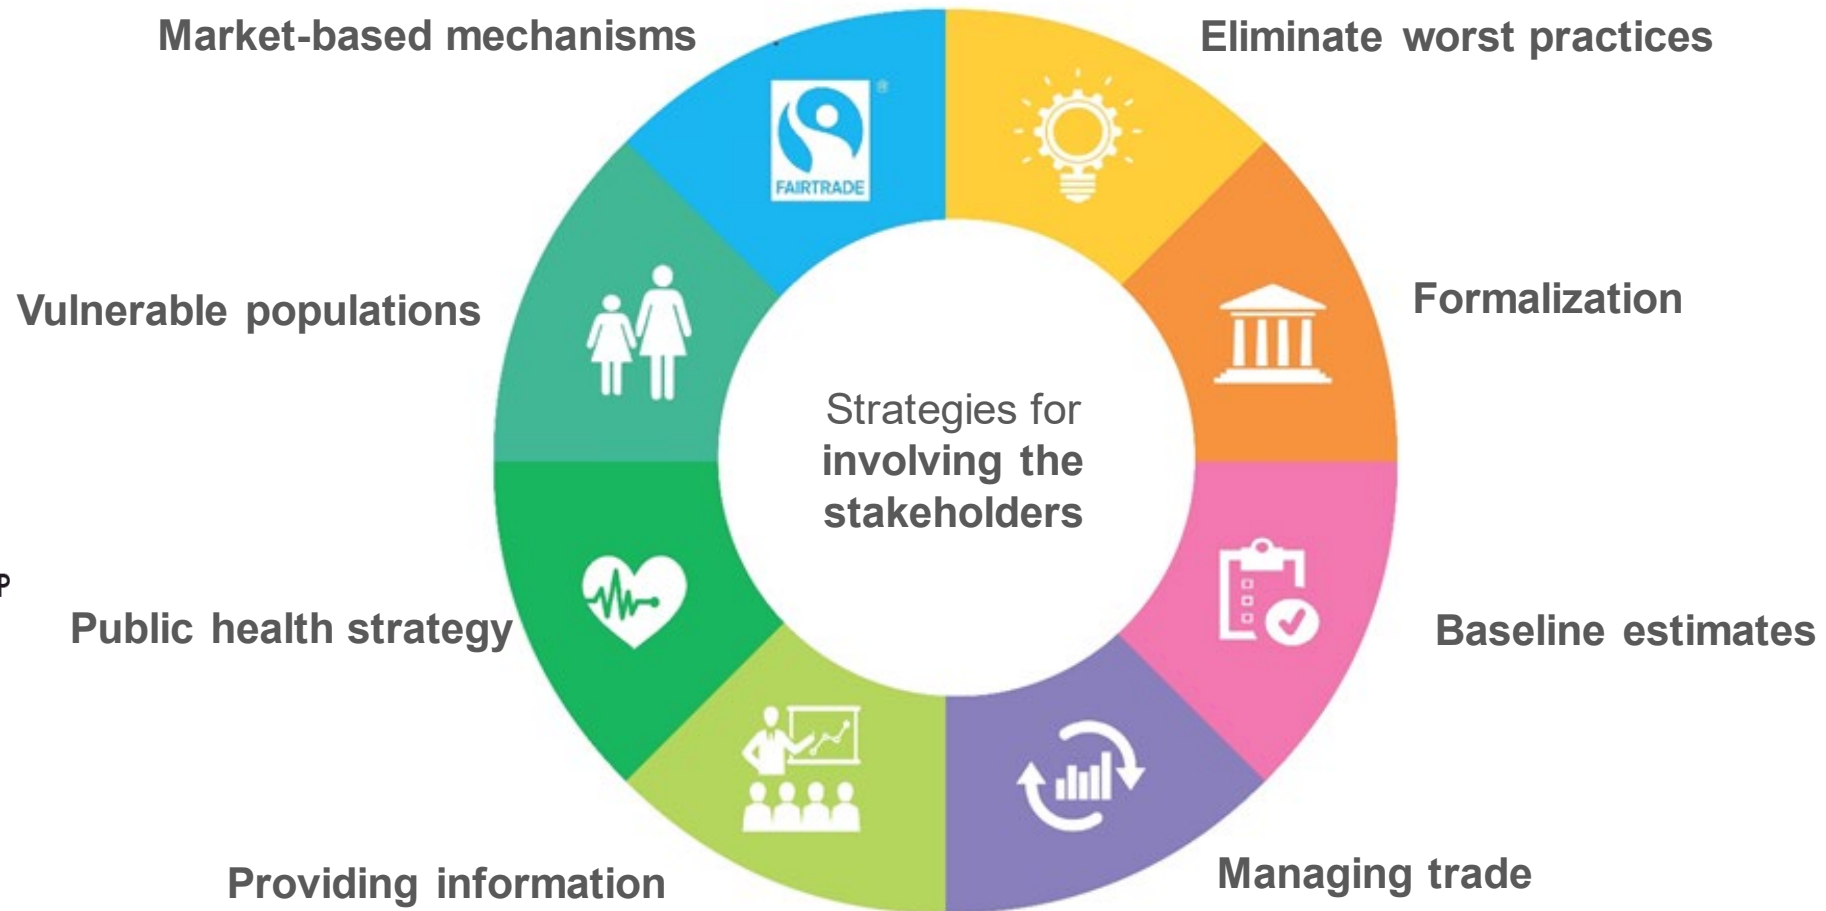 Market-based mechanisms
Eliminate worst practices
®
FAIRTRADE
Vulnerable populations
Formalization
Strategies for
involving the
stakeholders
P
Public health strategy
Baseline estimates
Providing information
Managing trade